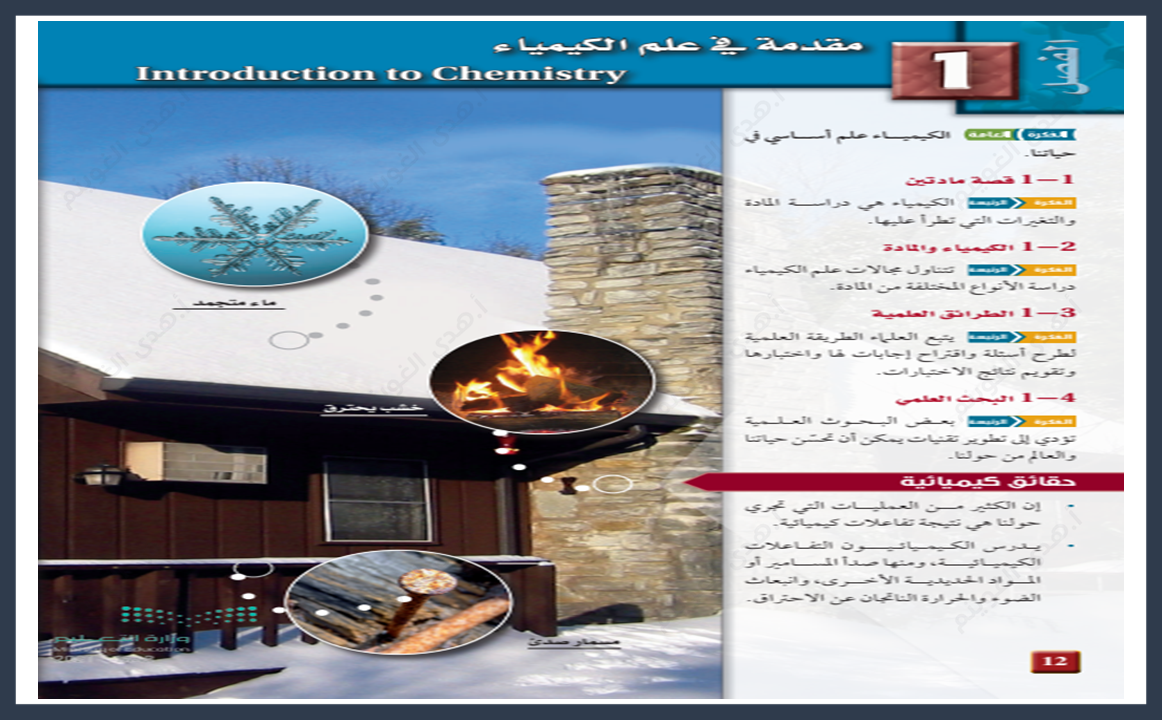 الفصل
1
مقدمة في علم الكيمياء
Introduction to Chemistry
الفكرة العامة الكيمياء علم أساسي في
حياتنا.
1-1 قصة مادتين
الفكرة الرئيسة الكيمياء هي دراسة المادة
والتغيرات التي تطرأ عليها.
1-2 الكيمياء والمادة
الفكرة الرئيسة تتناول مجالات علم الكيمياء
دراسة الأنواع المختلفة من المادة.
1-3 الطرائق العلمية
الفكرة الرئيسة يتبع العلماء الطريقة العلمية
لطرح أسئلة واقتراح إجابات لها واختبارها
وتقويم نتائج الاختبارات.
1-4 البحث العلمي
الفكرة الرئيسة بعض البحوث العلمية
تؤدي إلى تطوير تقنيات يمكن أن تحسّن حياتنا
والعالم من حولنا.
حقائق كيميائية
• إن الكثير من العمليات التي تجري
حولنا هي نتيجة تفاعلات كيميائية.
• يدرس الكيميائيون التفاعلات
الكيميائية، ومنها صدأ المسامير أو
المواد الحديدية الأخرى، وانبعاث
الضوء والحرارة الناتجان عن الاحتراق.
ماء متجمد
خشب يحترق
مسمار صدئ
وزارة التعليم
Ministry of Education
12